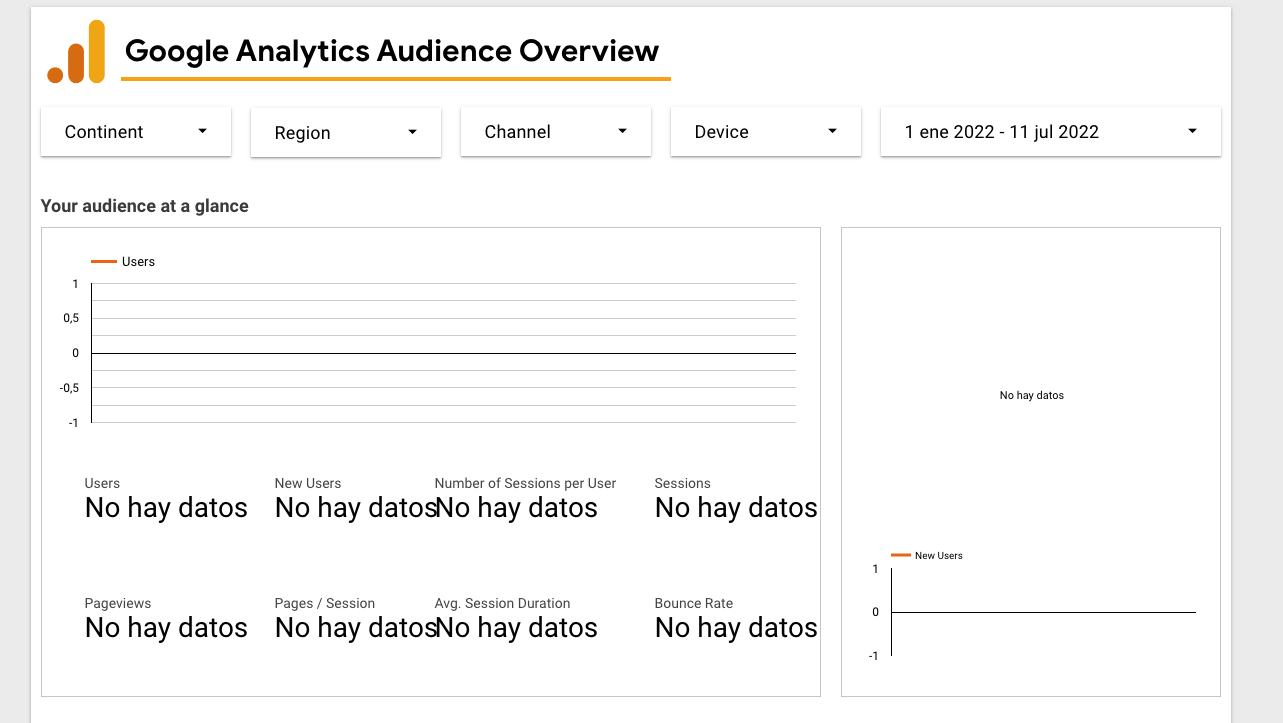 Google Analytics Audience Overview
Continent
Region
Channel
Device
1 ene 2022 - 11 jul 2022
Your audience at a glance
Users
1
0,5
0
-0,5
-1
Users
New Users
Number of Sessions per User
Sessions
No hay datos
No hay datos
No hay datos
No hay datos
Pageviews
Pages / Session
Avg. Session Duration
Bounce Rate
No hay datos
No hay datos
No hay datos
No hay datos
No hay datos
New Users
1
0
-1